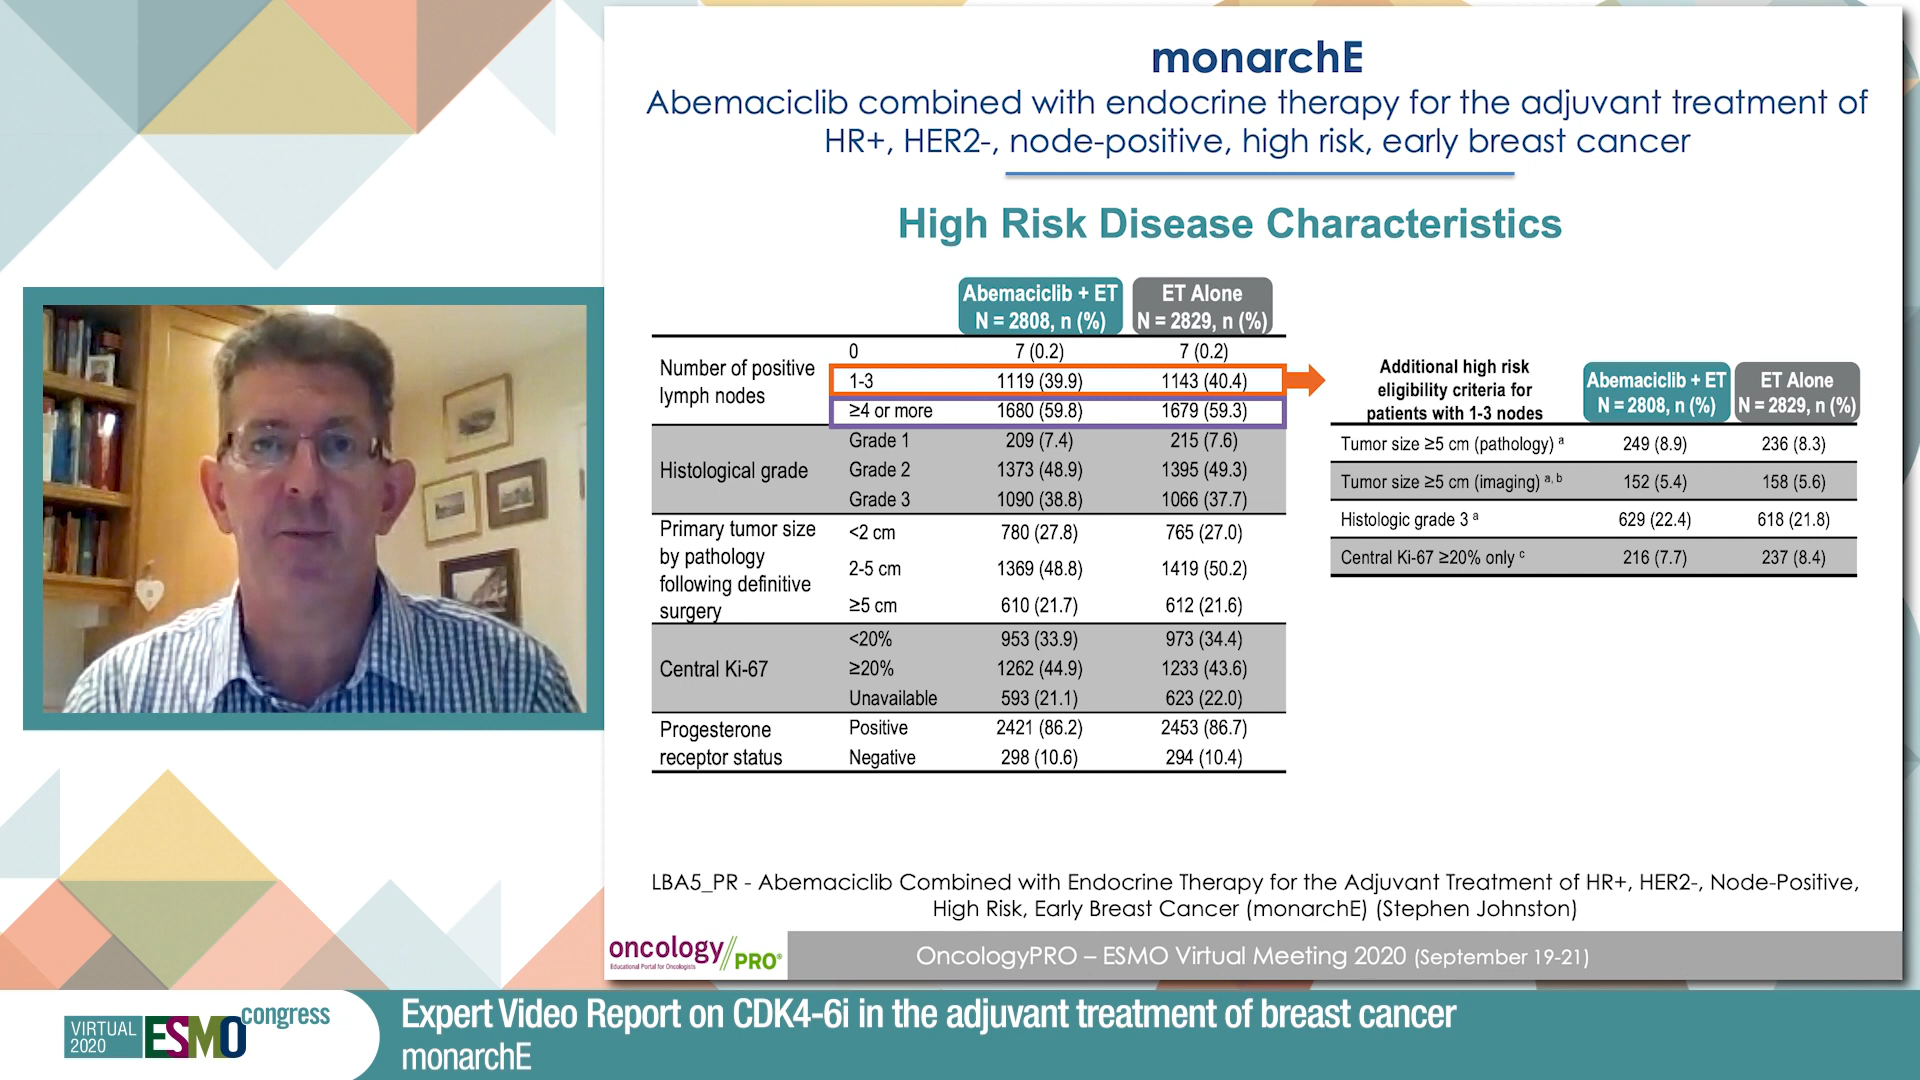 monarchE
Abemaciclib combined with endocrine therapy for the adjuvant treatment of
HR+, HER2-, node-positive, high risk, early breast cancer
High Risk Disease Characteristics
Abemaciclib + ET
N = 2808, n (%)
ET Alone
N = 2829, n (%)
Number of positive
lymph nodes
0 7 (0.2) 7 (0.2)
1-3 1119 (39.9) 1143 (40.4)
≥4 or more 1680 (59.8) 1679 (59.3)
Histological grade
Grade 1 209 (7.4) 215 (7.6)
Grade 2 1373 (48.9) 1395 (49.3)
Grade 3 1090 (38.8) 1066 (37.7)
Primary tumor size
by pathology
following definitive
surgery
<2 cm 780 (27.8) 765 (27.0)
2-5 cm 1369 (48.8) 1419 (50.2)
≥5 cm 610 (21.7) 612 (21.6)
Central Ki-67
<20% 953 (33.9) 973 (34.4)
≥20% 1262 (44.9) 1233 (43.6)
Unavailable 593 (21.1) 623 (22.0)
Progesterone
receptor status
Positive 2421 (86.2) 2453 (86.7)
Negative 298 (10.6) 294 (10.4)
Additional high risk
eligibility criteria for
patients with 1-3 nodes
Abemaciclib + ET
N = 2808, n (%)
ET Alone
N = 2829, n (%)
Tumor size ≥5 cm (pathology) a 249 (8.9) 236 (8.3)
Tumor size ≥5 cm (imaging) a, b 152 (5.4) 158 (5.6)
Histologic grade 3 a 629 (22.4) 618 (21.8)
Central Ki-67 ≥20% only c 216 (7.7) 237 (8.4)
LBA5_PR - Abemaciclib Combined with Endocrine Therapy for the Adjuvant Treatment of HR+, HER2-, Node-Positive,
High Risk, Early Breast Cancer (monarchE) (Stephen Johnston)
oncology//PRO®
Educational Portal for Oncologists
OncologyPRO – ESMO Virtual Meeting 2020 (September 19-21)
VIRTUAL
2020
ESMO congress
Expert Video Report on CDK4-6i in the adjuvant treatment of breast cancer
monarchE